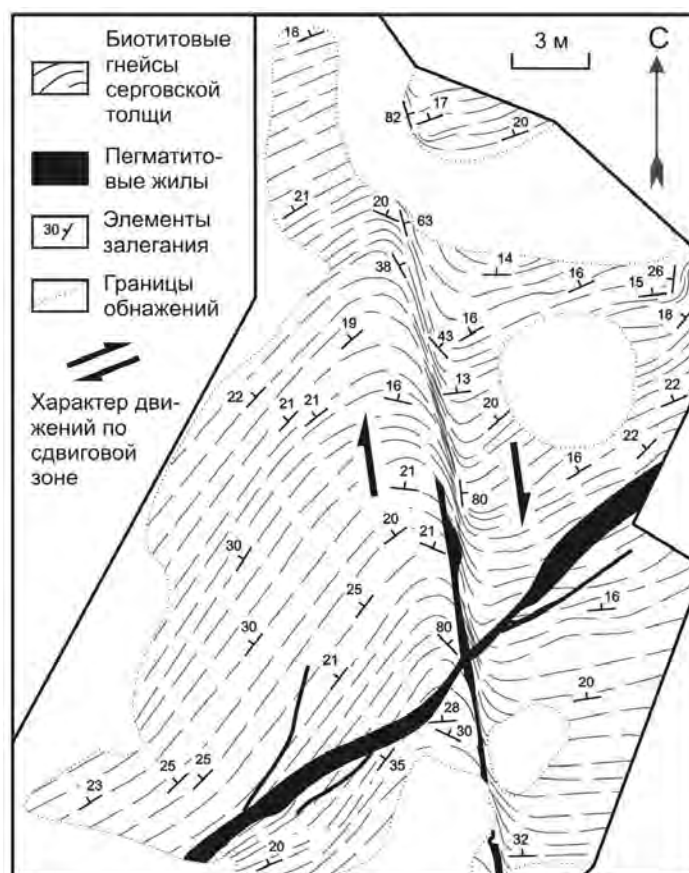 Биотитовые
гнейсы
серговской
толщи
Пегматито-
вые жилы
30
Элементы
залегания
Границы
обнажений
Характер дви-
жений по
сдвиговой
зоне
3 м
С
18
17
82
20
21
20
63
38
14
16
26
15
18
19
43
16
22
21
21
16
13
20
22
22
16
21
80
20
21
30
25
16
30
80
21
20
28
30
35
25
25
23
20
32